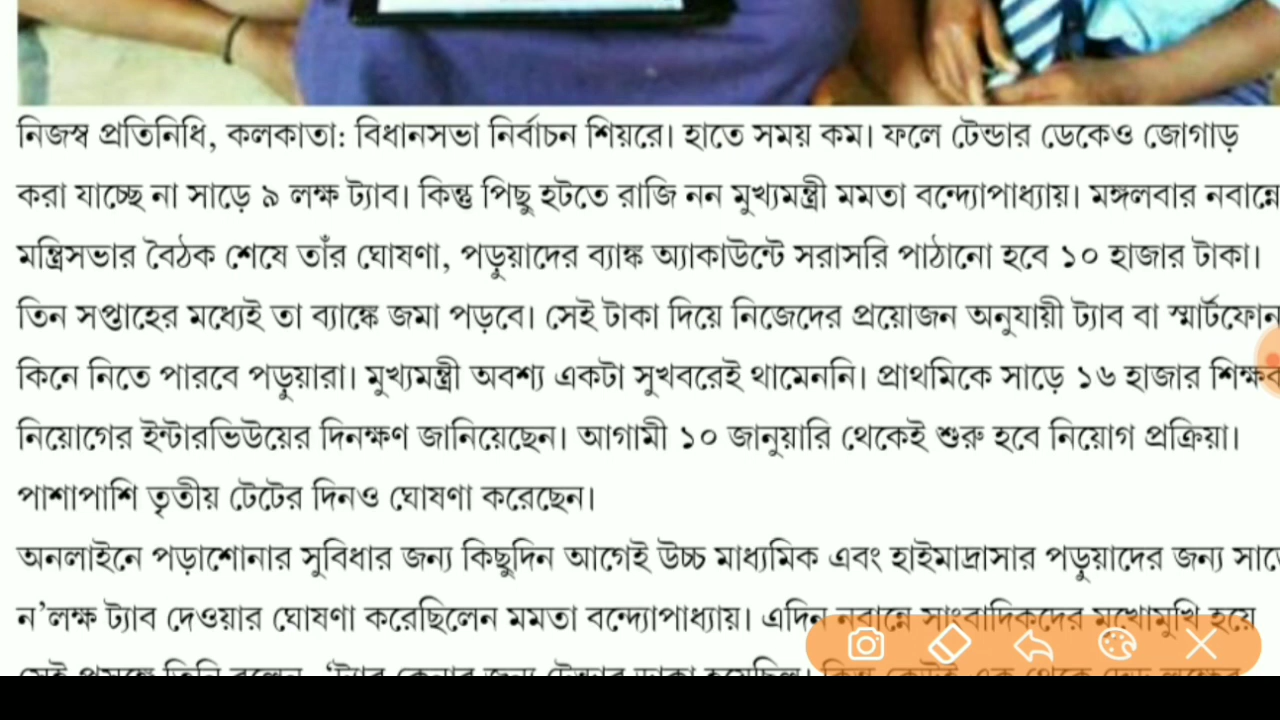 নিজস্ব প্রতিনিধি, কলকাতা: বিধানসভা নির্বাচন শিয়রে। হাতে সময় কম। ফলে টেন্ডার ডেকেও জোগাড়
করা যাচ্ছে না সাড়ে ৯ লক্ষ ট্যাব। কিন্তু পিছু হটতে রাজি নন মুখ্যমন্ত্রী মমতা বন্দ্যোপাধ্যায়। মঙ্গলবার নবান্নে
মন্ত্রিসভার বৈঠক শেষে তাঁর ঘোষণা, পড়ুয়াদের ব্যাঙ্ক অ্যাকাউন্টে সরাসরি পাঠানো হবে ১০ হাজার টাকা।
তিন সপ্তাহের মধ্যেই তা ব্যাঙ্কে জমা পড়বে। সেই টাকা দিয়ে নিজেদের প্রয়োজন অনুযায়ী ট্যাব বা স্মার্টফোন
কিনে নিতে পারবে পড়ুয়ারা। মুখ্যমন্ত্রী অবশ্য একটা সুখবরেই থামেননি। প্রাথমিকে সাড়ে ১৬ হাজার শিক্ষক
নিয়োগের ইন্টারভিউয়ের দিনক্ষণ জানিয়েছেন। আগামী ১০ জানুয়ারি থেকেই শুরু হবে নিয়োগ প্রক্রিয়া।
পাশাপাশি তৃতীয় টেটের দিনও ঘোষণা করেছেন।
অনলাইনে পড়াশোনার সুবিধার জন্য কিছুদিন আগেই উচ্চ মাধ্যমিক এবং হাইমাদ্রাসার পড়ুয়াদের জন্য সাড়ে
ন’লক্ষ ট্যাব দেওয়ার ঘোষণা করেছিলেন মমতা বন্দ্যোপাধ্যায়। এদিন নবান্নে সাংবাদিকদের মুখোমুখি হয়ে
সেই প্রসঙ্গে তিনি বলেন, ‘ট্যাব কেনার জন্য টেন্ডার ডাকা হয়েছিল।